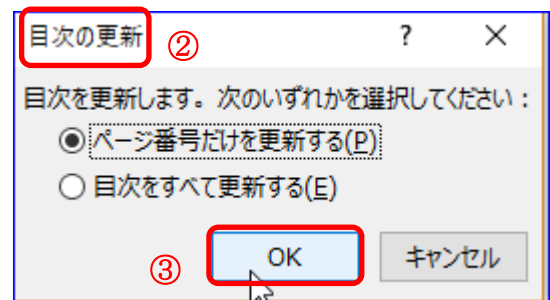 目次の更新 ② ? ×
目次を更新します。次のいずれかを選択してください：
ページ番号だけを更新する(P)
目次をすべて更新する(E)
③ OK キャンセル